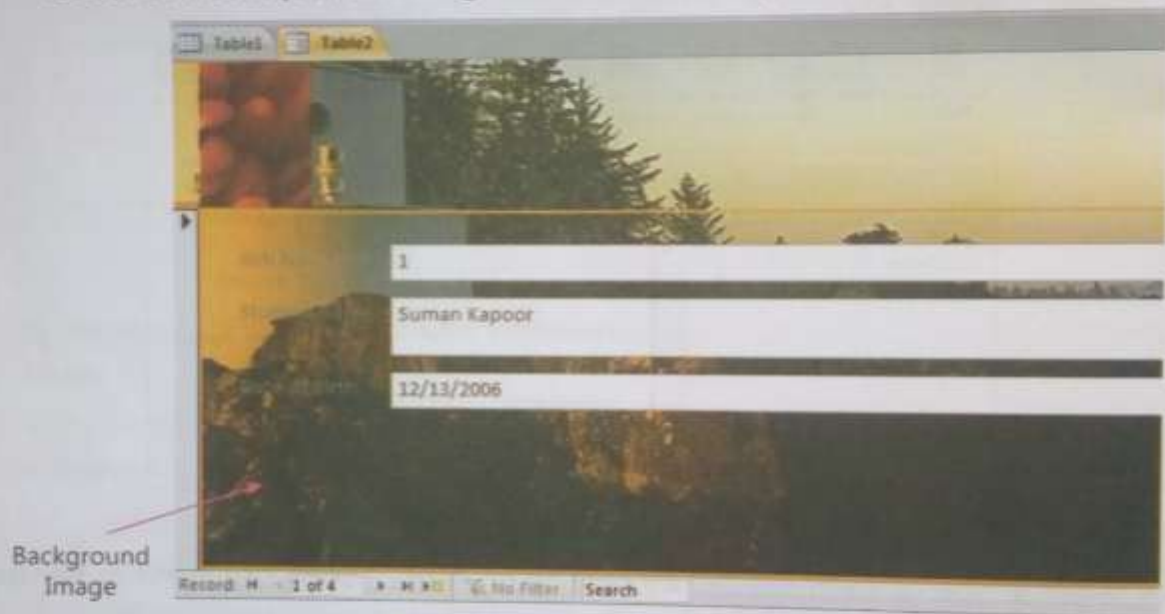 Table1 Table2
1
Suman Kapoor
12/13/2006
Background
Image
Record: 1 of 4 No Filter Search